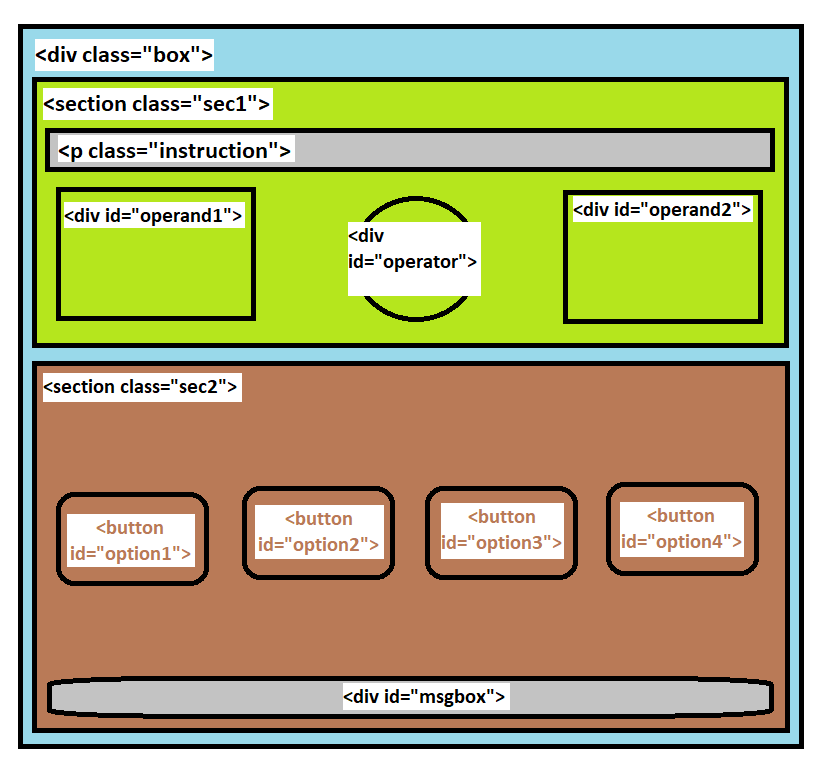 <div class="box">
<section class="sec1">
<p class="instruction">
<div id="operand1">
<div
id="operator">
<div id="operand2">
<section class="sec2">
<button
id="option1">
<button
id="option2">
<button
id="option3">
<button
id="option4">
<div id="msgbox">